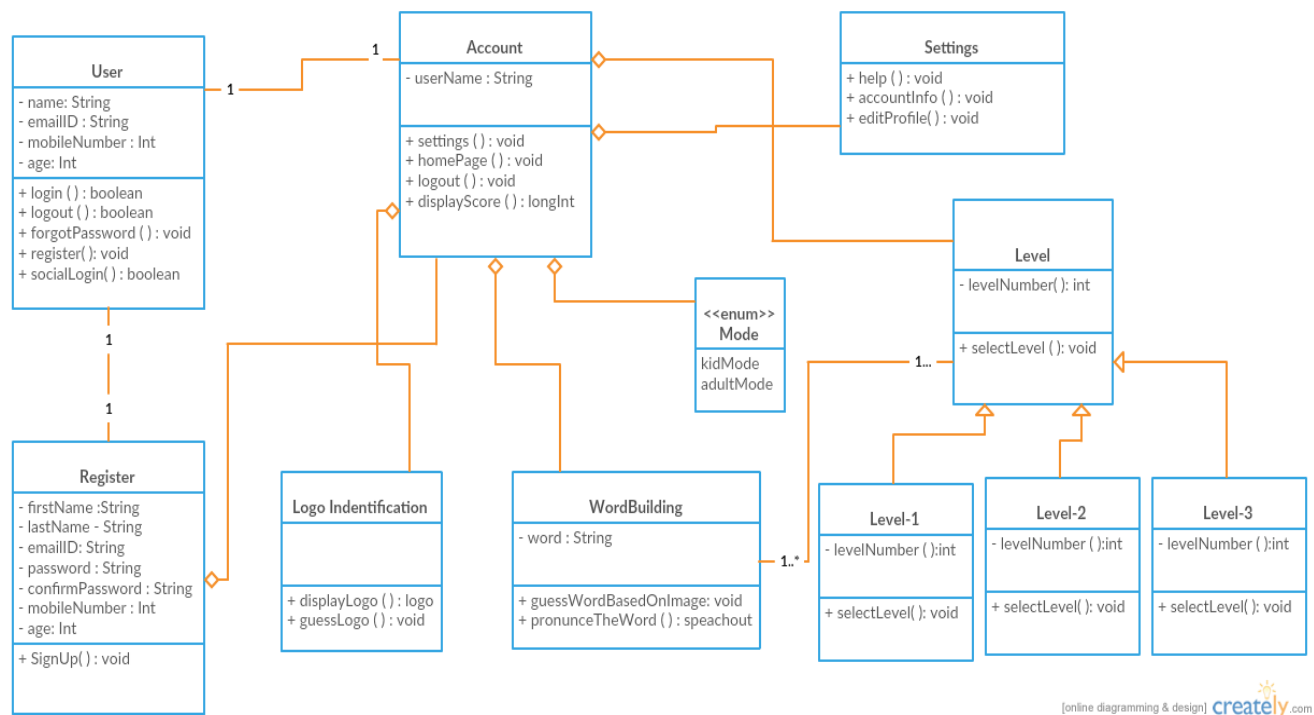 User
- name: String
- emailID : String
- mobileNumber : Int
- age: Int
+ login ( ) : boolean
+ logout ( ) : boolean
+ forgotPassword ( ) : void
+ register( ): void
+ socialLogin( ) : boolean
1
1
Account
- userName : String
+ settings ( ) : void
+ homePage ( ) : void
+ logout ( ) : void
+ displayScore ( ) : longInt
Settings
+ help ( ) : void
+ accountInfo ( ) : void
+ editProfile( ) : void
Level
- levelNumber( ): int
+ selectLevel ( ): void
<<enum>>
Mode
kidMode
adultMode
1...
1
1
Register
- firstName :String
- lastName - String
- emailID: String
- password : String
- confirmPassword : String
- mobileNumber : Int
- age: Int
+ SignUp( ) : void
Logo Indentification
+ displayLogo ( ) : logo
+ guessLogo ( ) : void
WordBuilding
- word : String
+ guessWordBasedOnImage: void
+ pronunceTheWord ( ) : speachout
1..*
Level-1
- levelNumber ( ):int
+ selectLevel( ): void
Level-2
- levelNumber ( ):int
+ selectLevel( ): void
Level-3
- levelNumber ( ):int
+ selectLevel( ): void
[online diagramming & design] creately.com